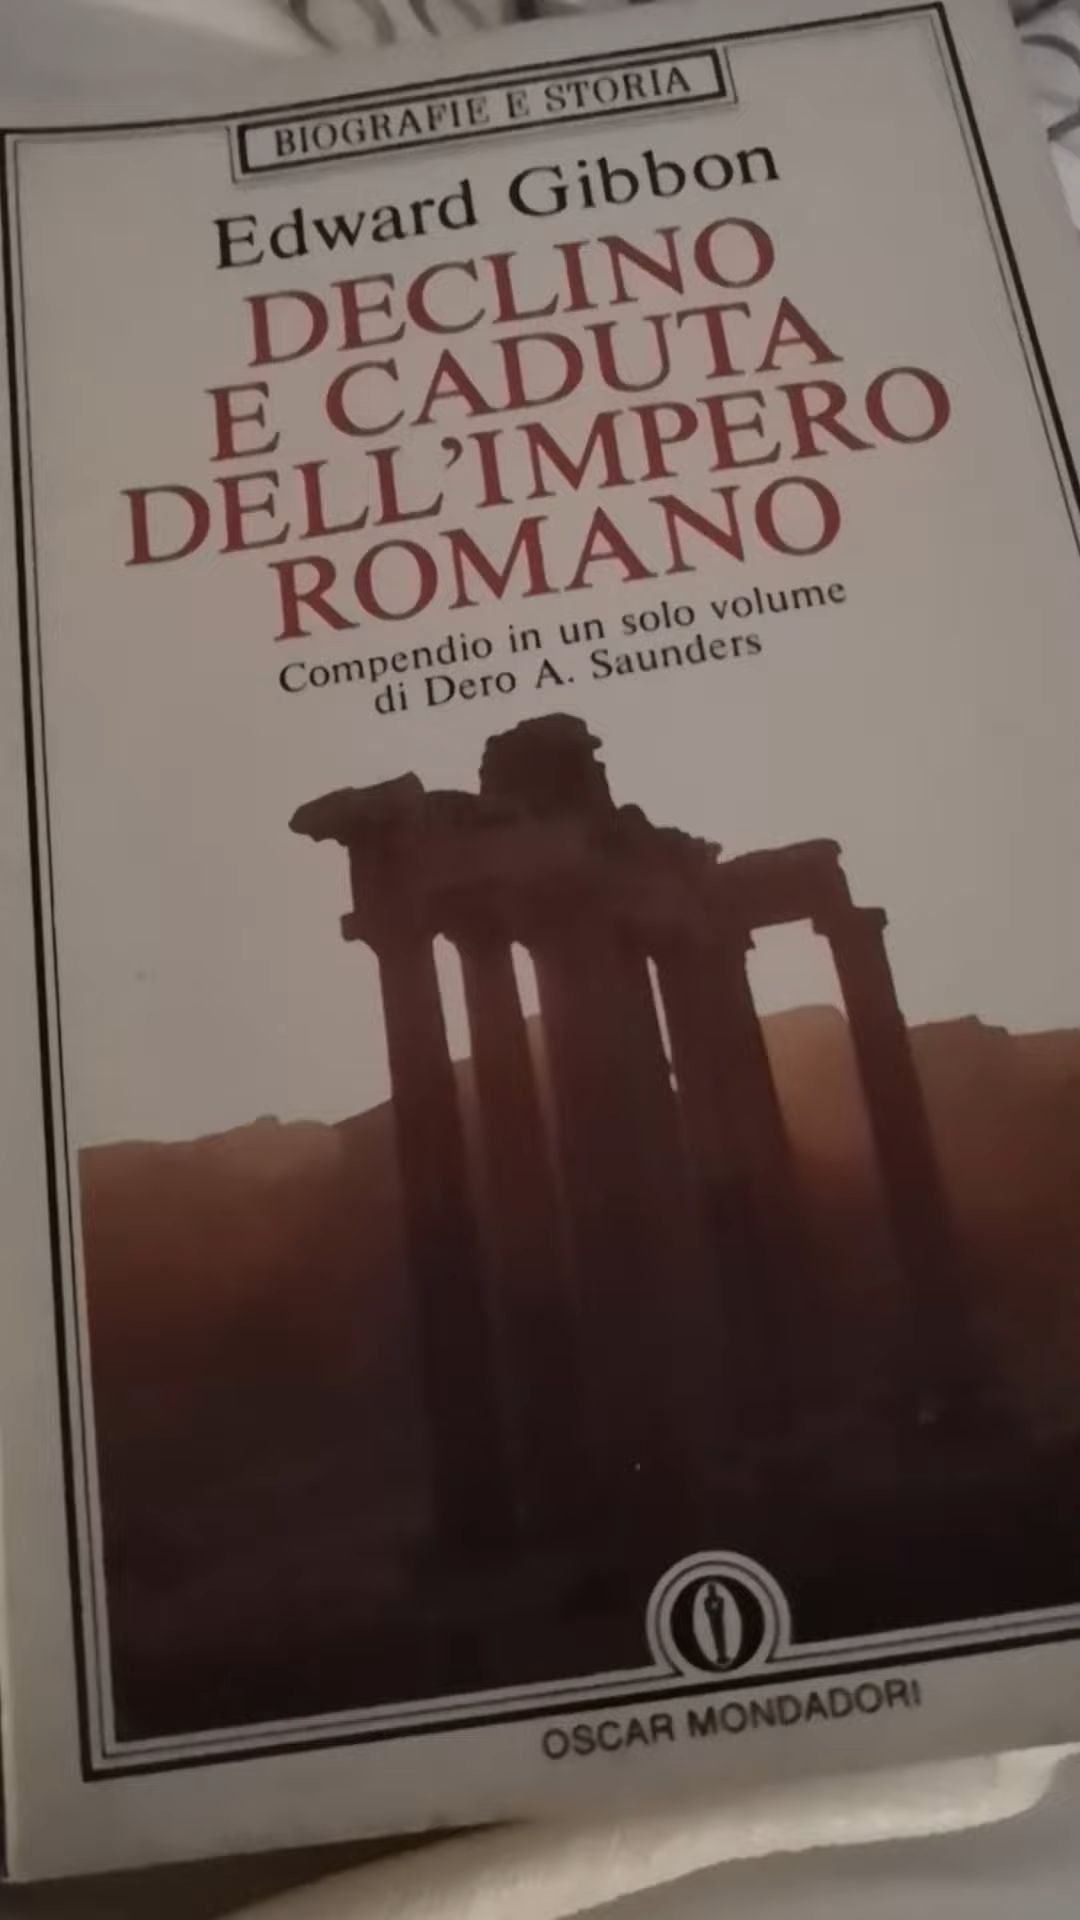 BIOGRAFIE E STORIA
Edward Gibbon
DECLINO
E CADUTA
DELL'IMPERO
ROMANO
Compendio in un solo volume
di Dero A. Saunders
OSCAR MONDADORI